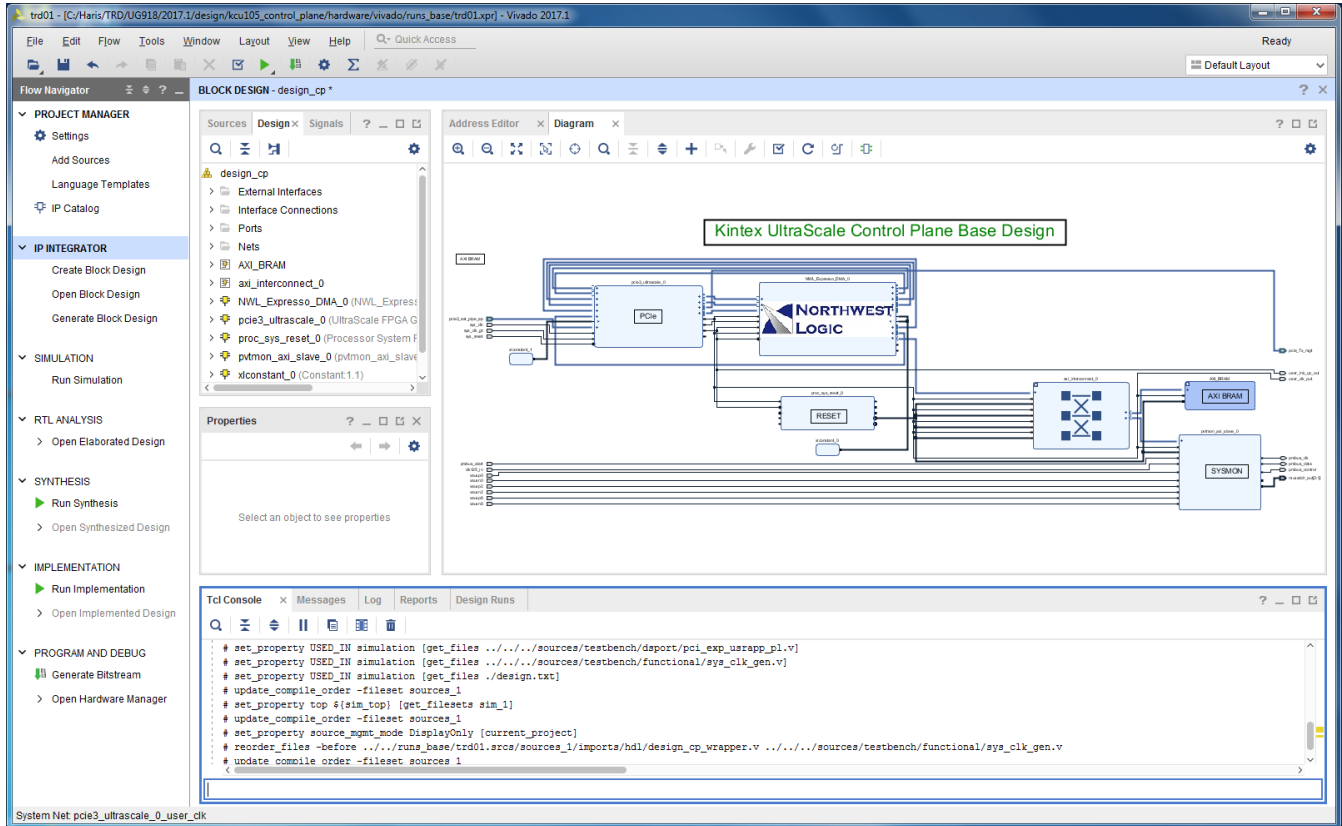 trd01 - [C:/Haris/TRD/UG918/2017.1/design/kcu105_control_plane/hardware/vivado/runs_base/trd01.xpr] - Vivado 2017.1
File Edit Flow Tools Window Layout View Help Quick Access
Ready
Default Layout
Flow Navigator
PROJECT MANAGER
Settings
Add Sources
Language Templates
IP Catalog
IP INTEGRATOR
Create Block Design
Open Block Design
Generate Block Design
SIMULATION
Run Simulation
RTL ANALYSIS
Open Elaborated Design
SYNTHESIS
Run Synthesis
Open Synthesized Design
IMPLEMENTATION
Run Implementation
Open Implemented Design
PROGRAM AND DEBUG
Generate Bitstream
Open Hardware Manager
BLOCK DESIGN - design_cp *
Sources Design Signals
design_cp
External Interfaces
Interface Connections
Ports
Nets
AXI_BRAM
axi_interconnect_0
NWL_Expresso_DMA_0 (NWL_Express
pcie3_ultrascale_0 (UltraScale FPGA G
proc_sys_reset_0 (Processor System F
pvtmon_axi_slave_0 (pvtmon_axi_slave
xlconstant_0 (Constant:1.1)
Properties
Select an object to see properties
Address Editor Diagram
Kintex UltraScale Control Plane Base Design
AXI BRAM
pcie3_ultrascale_0
PCIe
NWL_Expresso_DMA_0
NORTHWEST
LOGIC
xlconstant_1
proc_sys_reset_0
RESET
xlconstant_0
axi_interconnect_0
AXI_BRAM
AXI BRAM
pvtmon_axi_slave_0
SYSMON
Tcl Console Messages Log Reports Design Runs
# set_property USED_IN simulation [get_files ../../../sources/testbench/dsport/pci_exp_usrapp_pl.v]
# set_property USED_IN simulation [get_files ../../../sources/testbench/functional/sys_clk_gen.v]
# set_property USED_IN simulation [get_files ./design.txt]
# update_compile_order -fileset sources_1
# set_property top ${sim_top} [get_filesets sim_1]
# update_compile_order -fileset sources_1
# set_property source_mgmt_mode DisplayOnly [current_project]
# reorder_files -before ../../runs_base/trd01.srcs/sources_1/imports/hdl/design_cp_wrapper.v ../../../sources/testbench/functional/sys_clk_gen.v
# update_compile_order -fileset sources_1
System Net: pcie3_ultrascale_0_user_clk